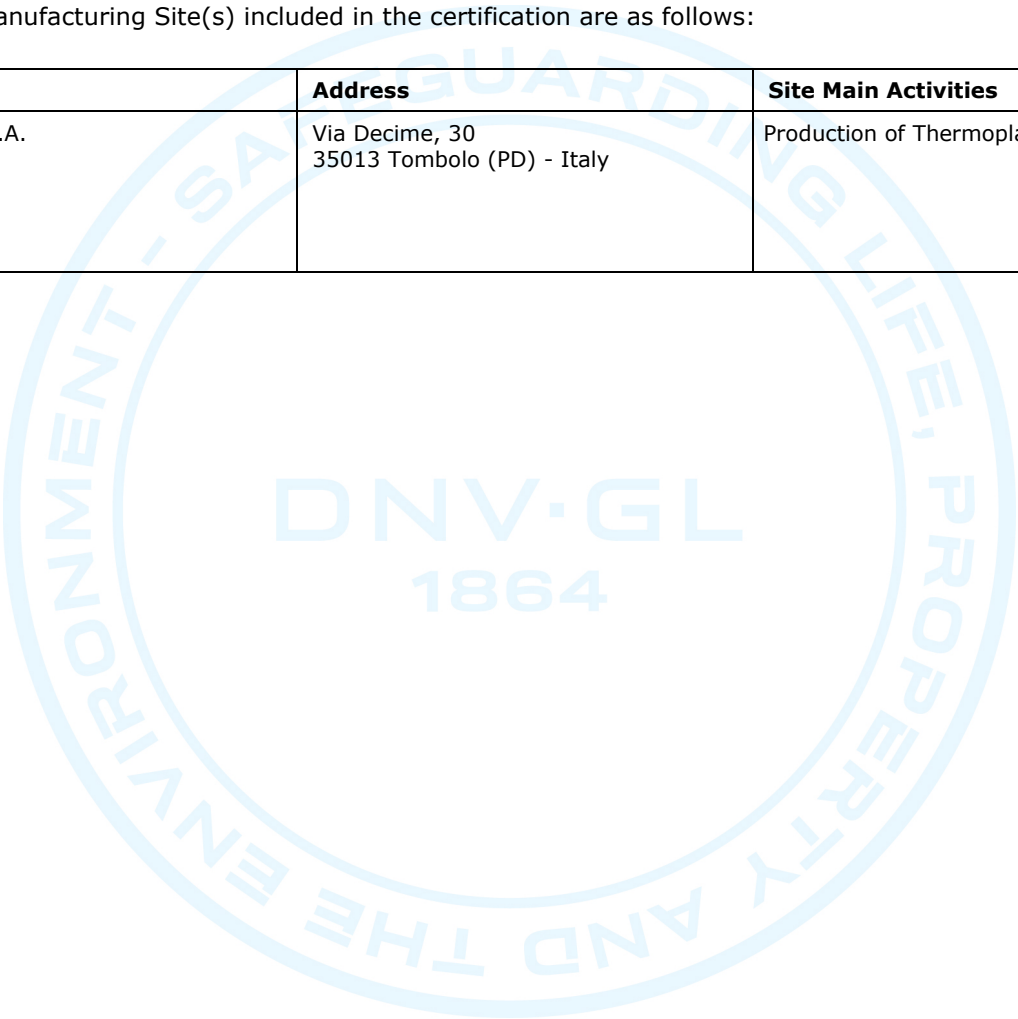 anufacturing Site(s) included in the certification are as follows:
Address Site Main Activities
.A. Via Decime, 30 Production of Thermopla
35013 Tombolo (PD) - Italy
SAFEGUARDING LIFE, PROPERTY AND THE ENVIRONMENT -
DNV·GL
1864